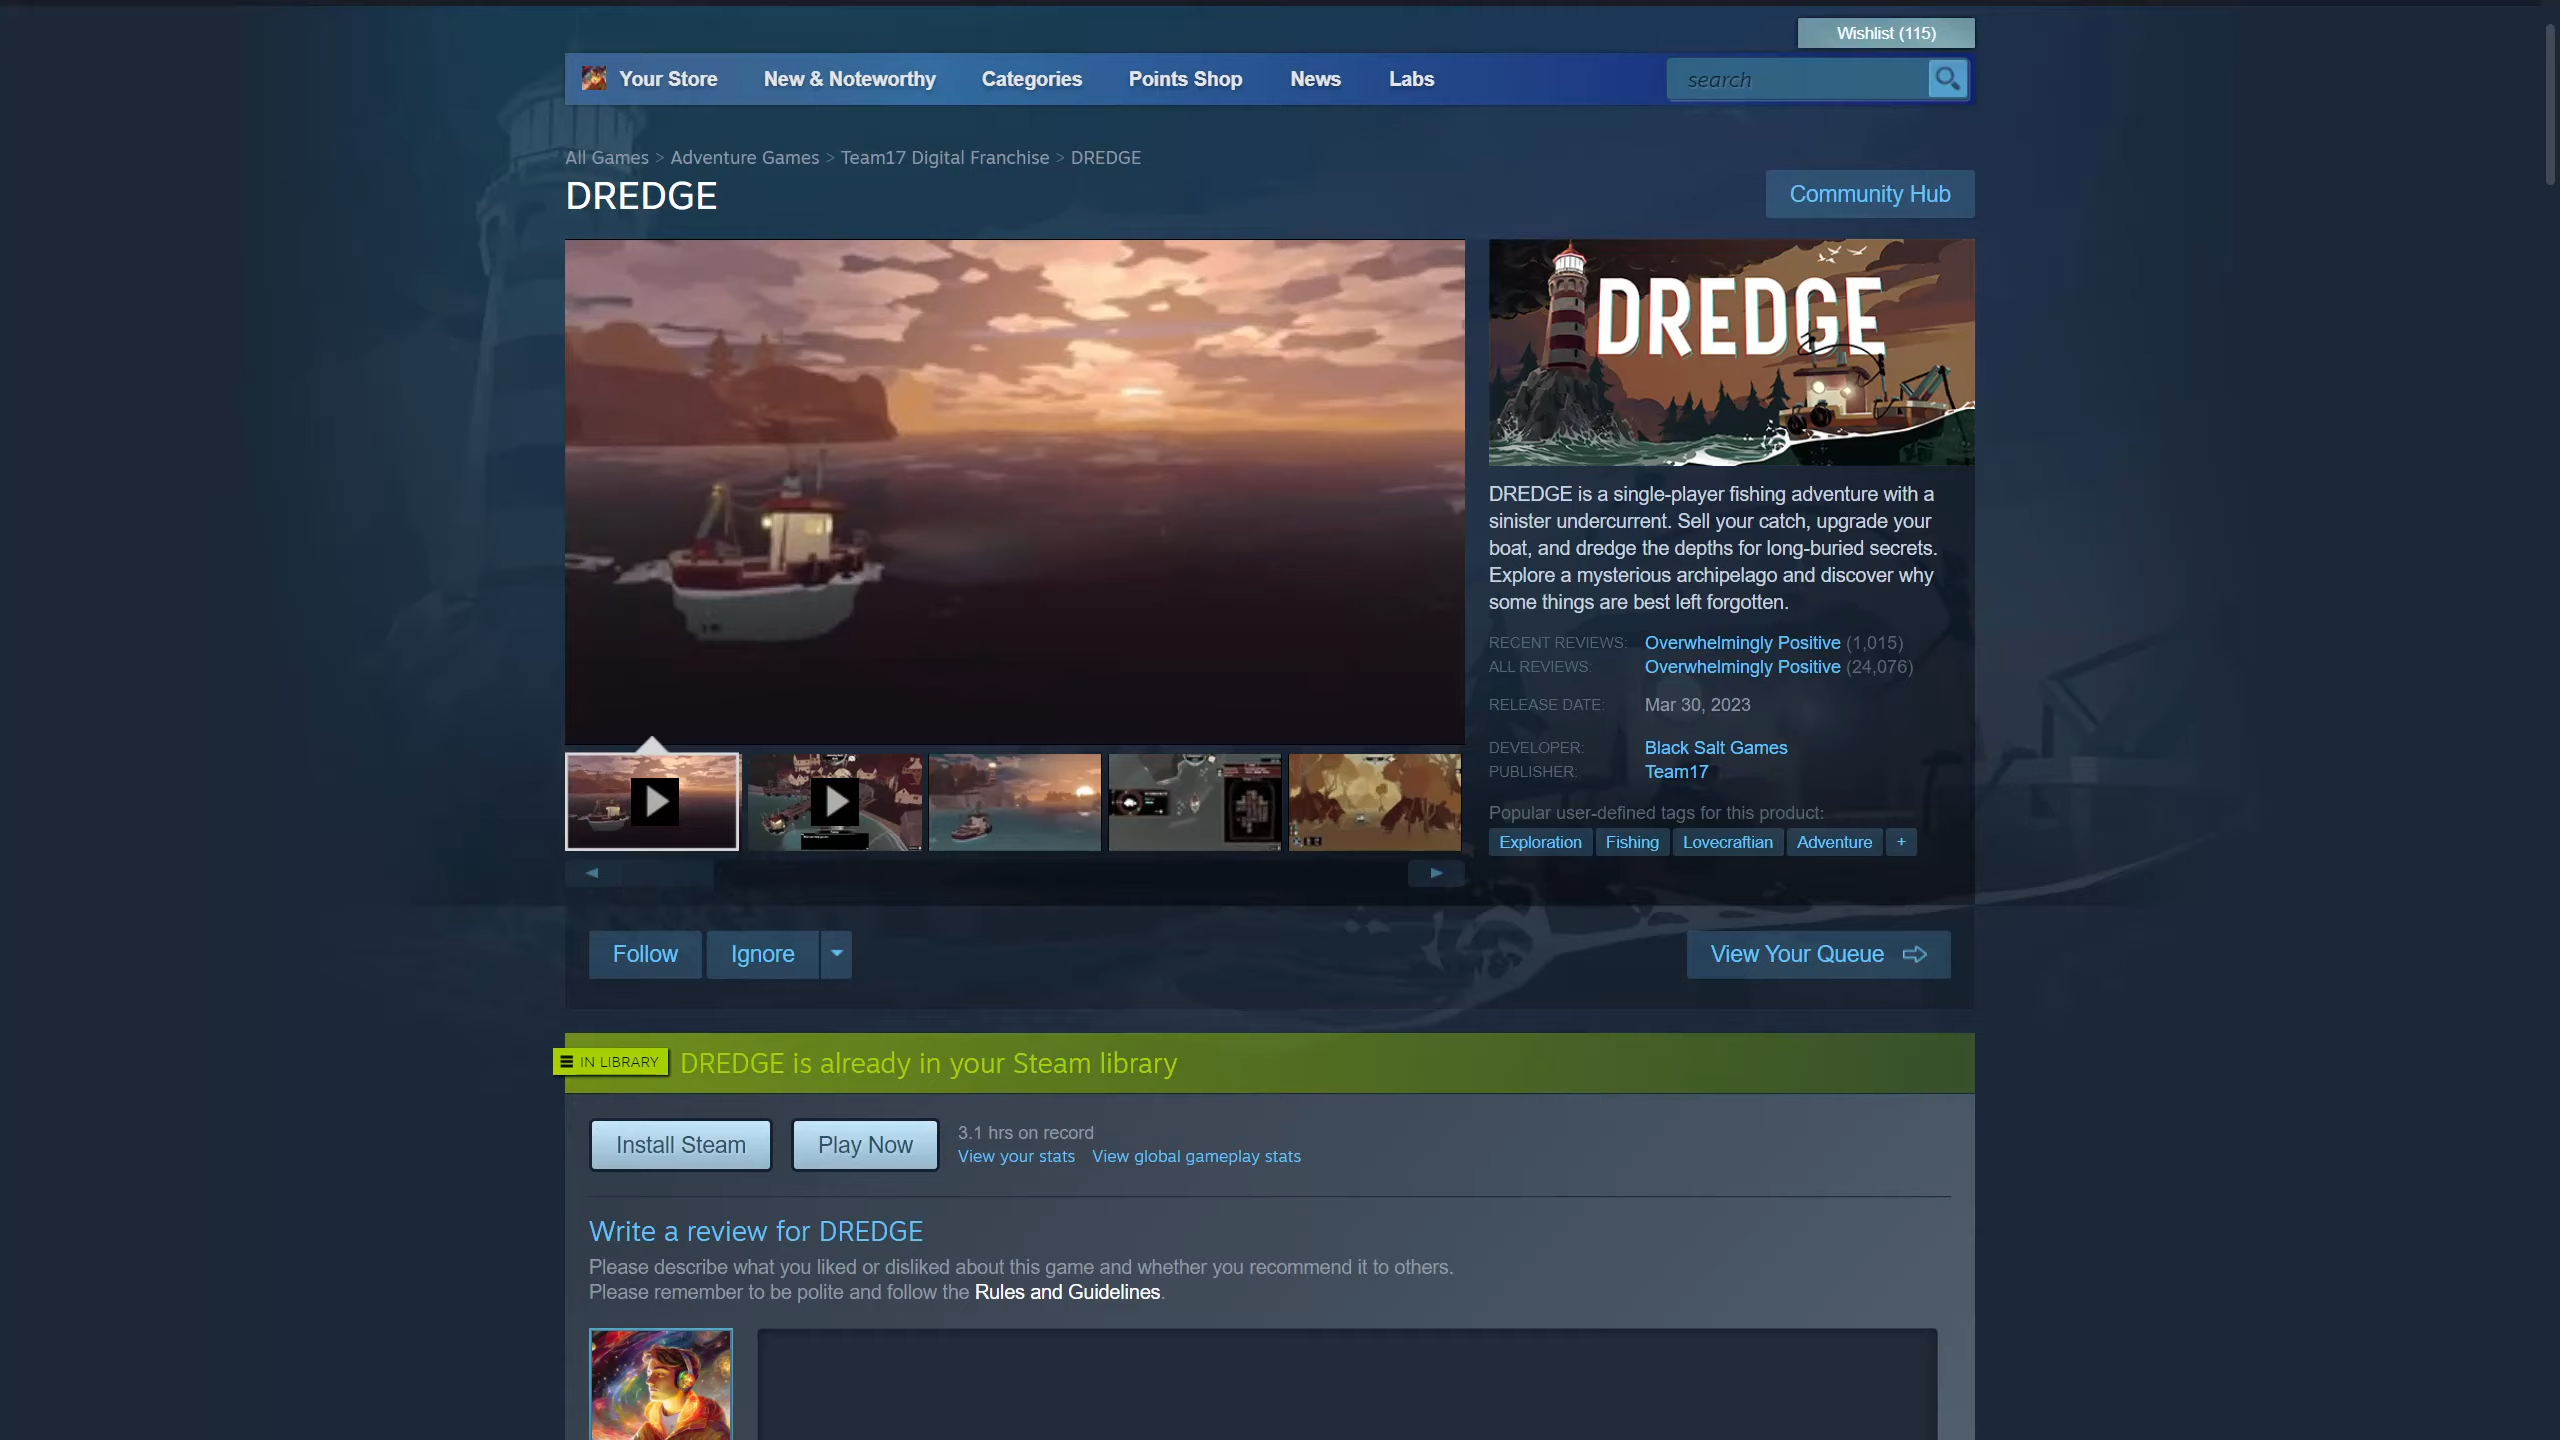 Wishlist (115)
Your Store New & Noteworthy Categories Points Shop News Labs search
All Games > Adventure Games > Team17 Digital Franchise > DREDGE
DREDGE
Community Hub
DREDGE
DREDGE is a single-player fishing adventure with a
sinister undercurrent. Sell your catch, upgrade your
boat, and dredge the depths for long-buried secrets.
Explore a mysterious archipelago and discover why
some things are best left forgotten.
RECENT REVIEWS: Overwhelmingly Positive (1,015)
ALL REVIEWS: Overwhelmingly Positive (24,076)
RELEASE DATE: Mar 30, 2023
DEVELOPER: Black Salt Games
PUBLISHER: Team17
Popular user-defined tags for this product:
Exploration Fishing Lovecraftian Adventure +
Follow Ignore
View Your Queue
IN LIBRARY DREDGE is already in your Steam library
Install Steam Play Now
3.1 hrs on record
View your stats View global gameplay stats
Write a review for DREDGE
Please describe what you liked or disliked about this game and whether you recommend it to others.
Please remember to be polite and follow the Rules and Guidelines.